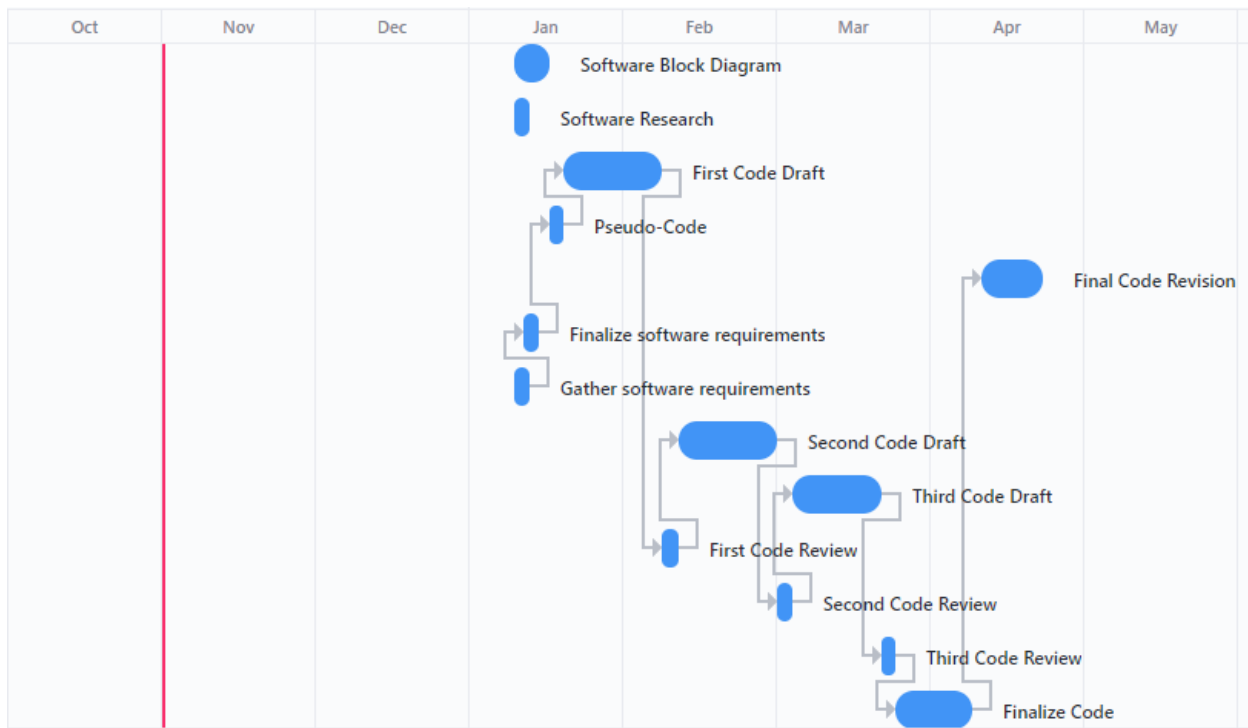 Oct Nov Dec Jan Feb Mar Apr May
Software Block Diagram
Software Research
First Code Draft
Pseudo-Code
Final Code Revision
Finalize software requirements
Gather software requirements
Second Code Draft
Third Code Draft
First Code Review
Second Code Review
Third Code Review
Finalize Code